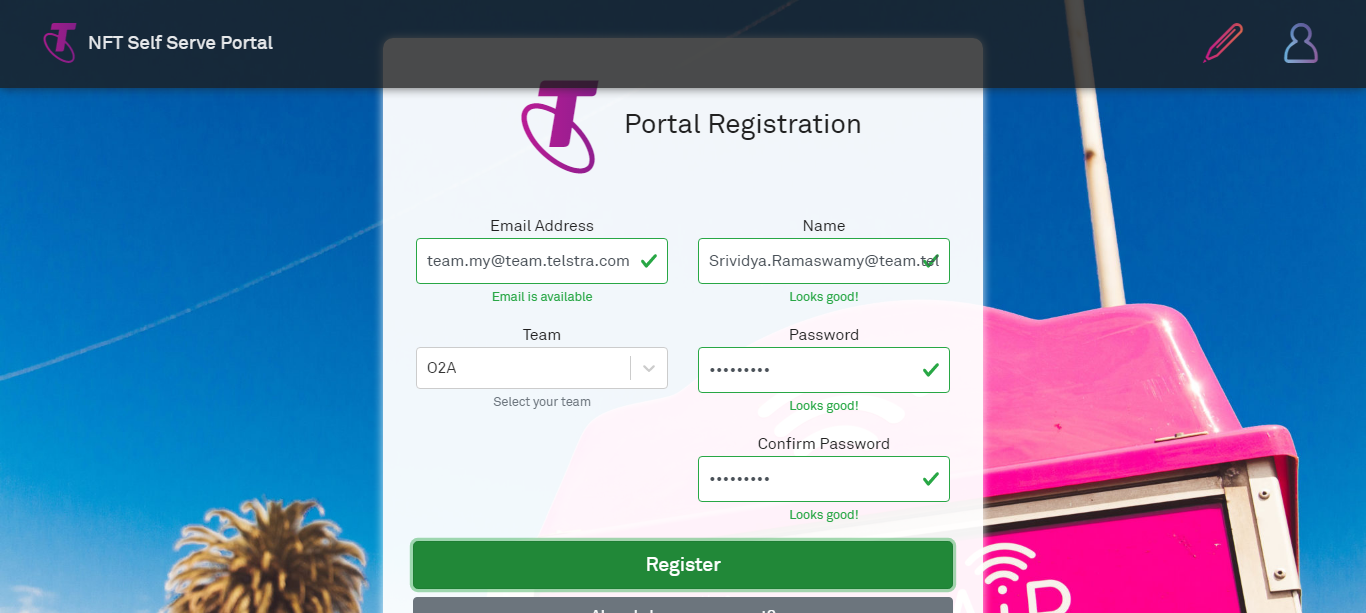 NFT Self Serve Portal
Portal Registration
Email Address
Name
team.my@team.telstra.com
Srividya.Ramaswamy@team.tel
Email is available
Looks good!
Team
Password
O2A
•••••••••
Select your team
Looks good!
Confirm Password
•••••••••
Looks good!
Register